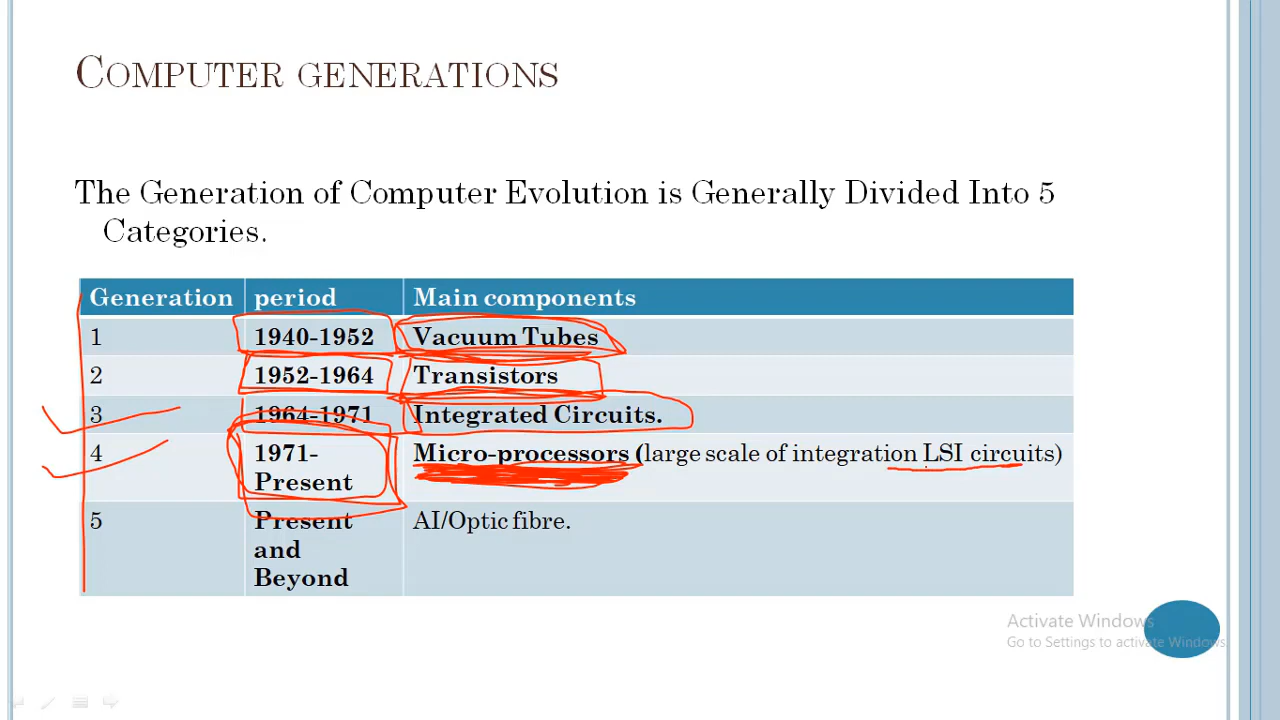 COMPUTER GENERATIONS
The Generation of Computer Evolution is Generally Divided Into 5
Categories.
Generation period Main components
1 1940-1952 Vacuum Tubes
2 1952-1964 Transistors
3 1964-1971 Integrated Circuits.
4 1971- Micro-processors (large scale of integration LSI circuits)
Present
5 Present AI/Optic fibre.
and
Beyond
Activate Windows
Go to Settings to activate Windows.